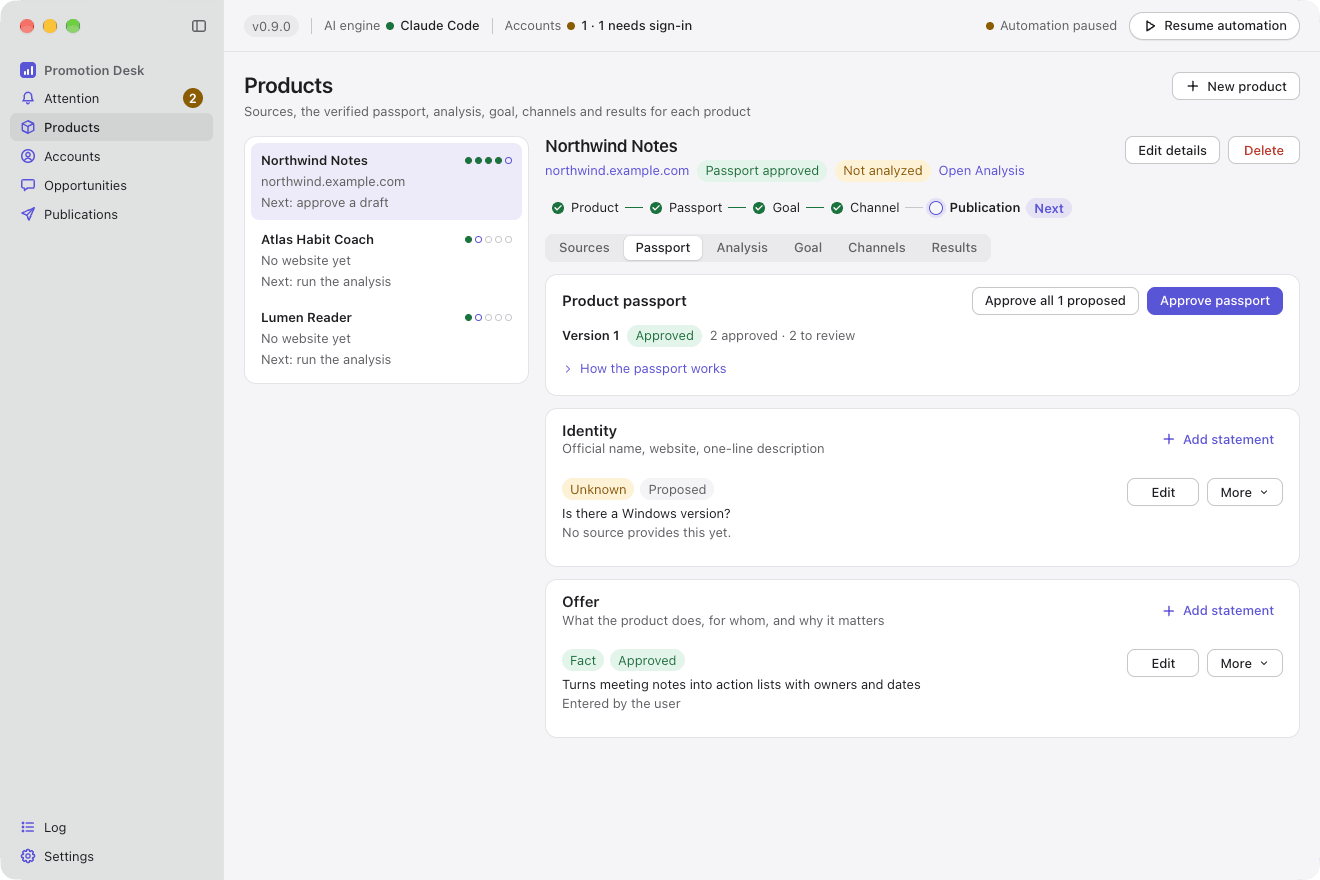 v0.9.0
AI engine Claude Code
Accounts 1 · 1 needs sign-in
Automation paused
Resume automation
Promotion Desk
Attention 2
Products
Accounts
Opportunities
Publications
Log
Settings
Products
Sources, the verified passport, analysis, goal, channels and results for each product
New product
Northwind Notes
northwind.example.com
Next: approve a draft
Atlas Habit Coach
No website yet
Next: run the analysis
Lumen Reader
No website yet
Next: run the analysis
Northwind Notes
Edit details Delete
northwind.example.com Passport approved Not analyzed Open Analysis
Product Passport Goal Channel Publication Next
Sources Passport Analysis Goal Channels Results
Product passport
Approve all 1 proposed Approve passport
Version 1 Approved 2 approved · 2 to review
How the passport works
Identity
Official name, website, one-line description
Add statement
Unknown Proposed
Edit More
Is there a Windows version?
No source provides this yet.
Offer
What the product does, for whom, and why it matters
Add statement
Fact Approved
Edit More
Turns meeting notes into action lists with owners and dates
Entered by the user